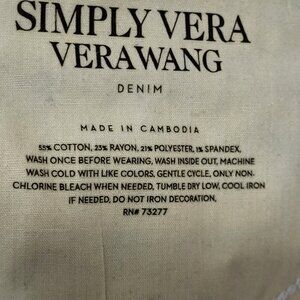 SIMPLY VERA
VERAWANG
DENIM
MADE IN CAMBODIA
55% COTTON, 23% RAYON, 21% POLYESTER, 1% SPANDEX,
WASH ONCE BEFORE WEARING, WASH INSIDE OUT, MACHINE
WASH COLD WITH LIKE COLORS, GENTLE CYCLE, ONLY NON-
CHLORINE BLEACH WHEN NEEDED, TUMBLE DRY LOW, COOL IRON
IF NEEDED, DO NOT IRON DECORATION,
RN# 73277